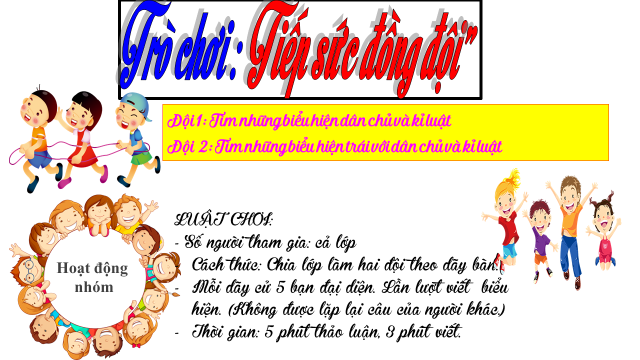 Trò chơi: Tiếp sức đồng đội"
Đội 1: Tìm những biểu hiện dân chủ và kỉ luật
Đội 2: Tìm những biểu hiện trái với dân chủ và kỉ luật
LUẬT CHƠI:
- Số người tham gia: cả lớp
Cách thức: Chia lớp làm hai đội theo dãy bàn.
- Mỗi dãy cử 5 bạn đại diện. Lần lượt viết biểu
hiện. (Không được lặp lại câu của người khác.)
- Thời gian: 5 phút thảo luận, 3 phút viết.
Hoạt động
nhóm